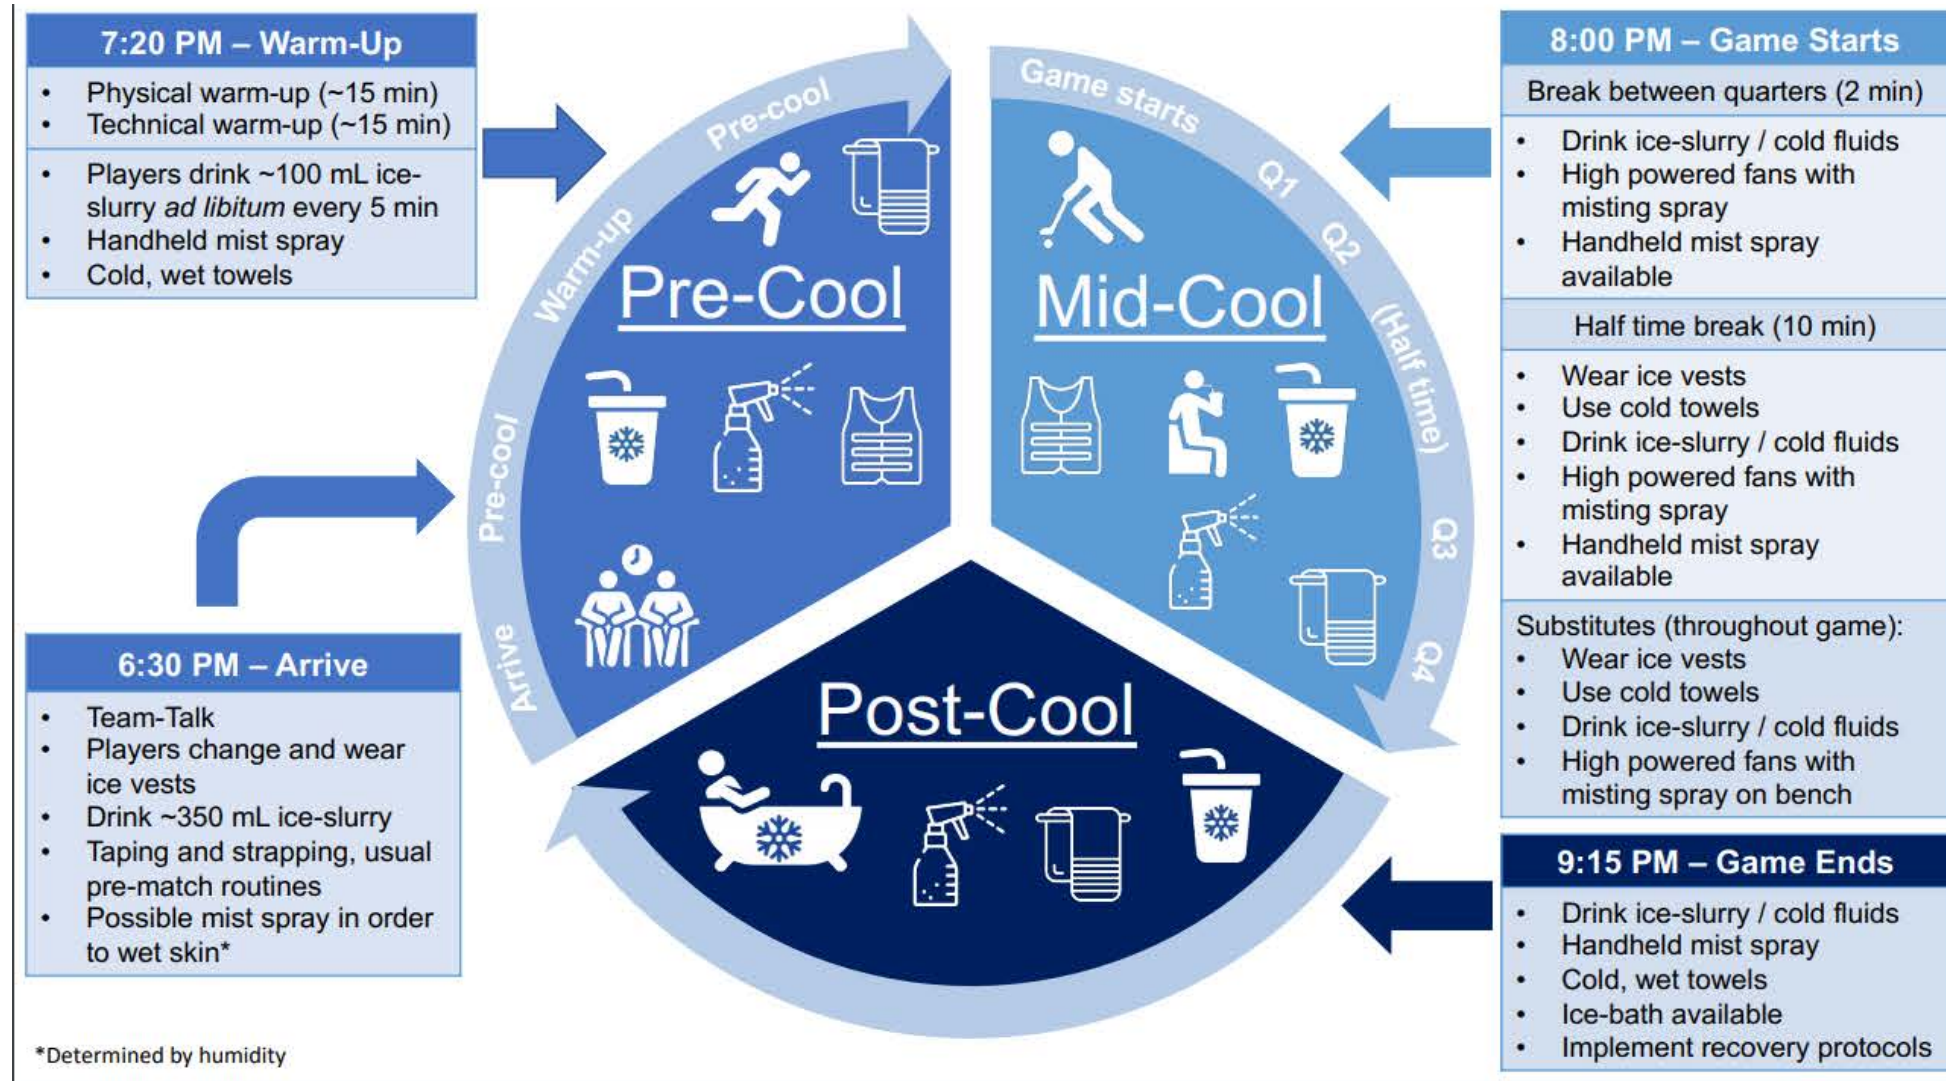 7:20 PM – Warm-Up
• Physical warm-up (~15 min)
• Technical warm-up (~15 min)
• Players drink ~100 mL ice-
slurry ad libitum every 5 min
• Handheld mist spray
• Cold, wet towels
6:30 PM – Arrive
• Team-Talk
• Players change and wear
ice vests
• Drink ~350 mL ice-slurry
• Taping and strapping, usual
pre-match routines
• Possible mist spray in order
to wet skin*
*Determined by humidity
Arrive
Pre-cool
Warm-up
Pre-cool
Pre-Cool
Game starts
Q1
Q2
(Half time)
Q3
Q4
Mid-Cool
Post-Cool
8:00 PM – Game Starts
Break between quarters (2 min)
• Drink ice-slurry / cold fluids
• High powered fans with
misting spray
• Handheld mist spray
available
Half time break (10 min)
• Wear ice vests
• Use cold towels
• Drink ice-slurry / cold fluids
• High powered fans with
misting spray
• Handheld mist spray
available
Substitutes (throughout game):
• Wear ice vests
• Use cold towels
• Drink ice-slurry / cold fluids
• High powered fans with
misting spray on bench
9:15 PM – Game Ends
• Drink ice-slurry / cold fluids
• Handheld mist spray
• Cold, wet towels
• Ice-bath available
• Implement recovery protocols